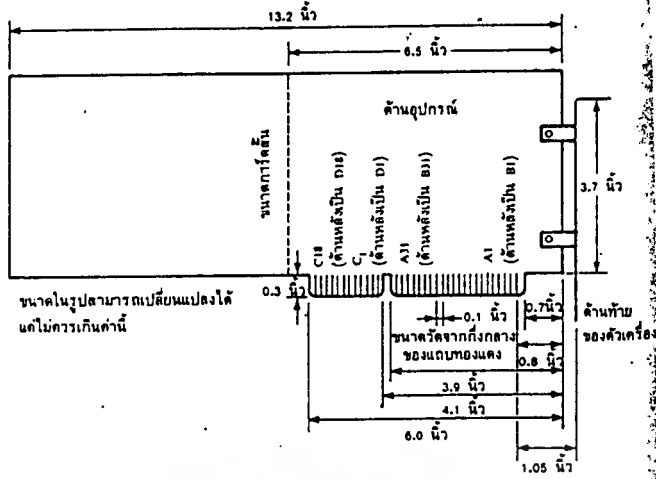 13.2 นิ้ว
6.5 นิ้ว
ด้านอุปกรณ์
ขนาดการ์ดสั้น
C18
(ด้านหลังเป็น D18)
C1
(ด้านหลังเป็น D1)
A31
(ด้านหลังเป็น B31)
A1
(ด้านหลังเป็น B1)
3.7 นิ้ว
0.3 นิ้ว
ขนาดในรูปสามารถเปลี่ยนแปลงได้
แต่ไม่ควรเกินค่านี้
0.1 นิ้ว
ขนาดวัดจากกึ่งกลาง
ของแถบทองแดง
0.7 นิ้ว
ด้านท้าย
ของตัวเครื่อง
0.8 นิ้ว
3.9 นิ้ว
4.1 นิ้ว
6.0 นิ้ว
1.05 นิ้ว